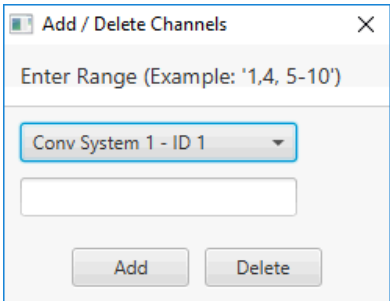 Add / Delete Channels
Enter Range (Example: '1,4, 5-10')
Conv System 1 - ID 1
Add
Delete